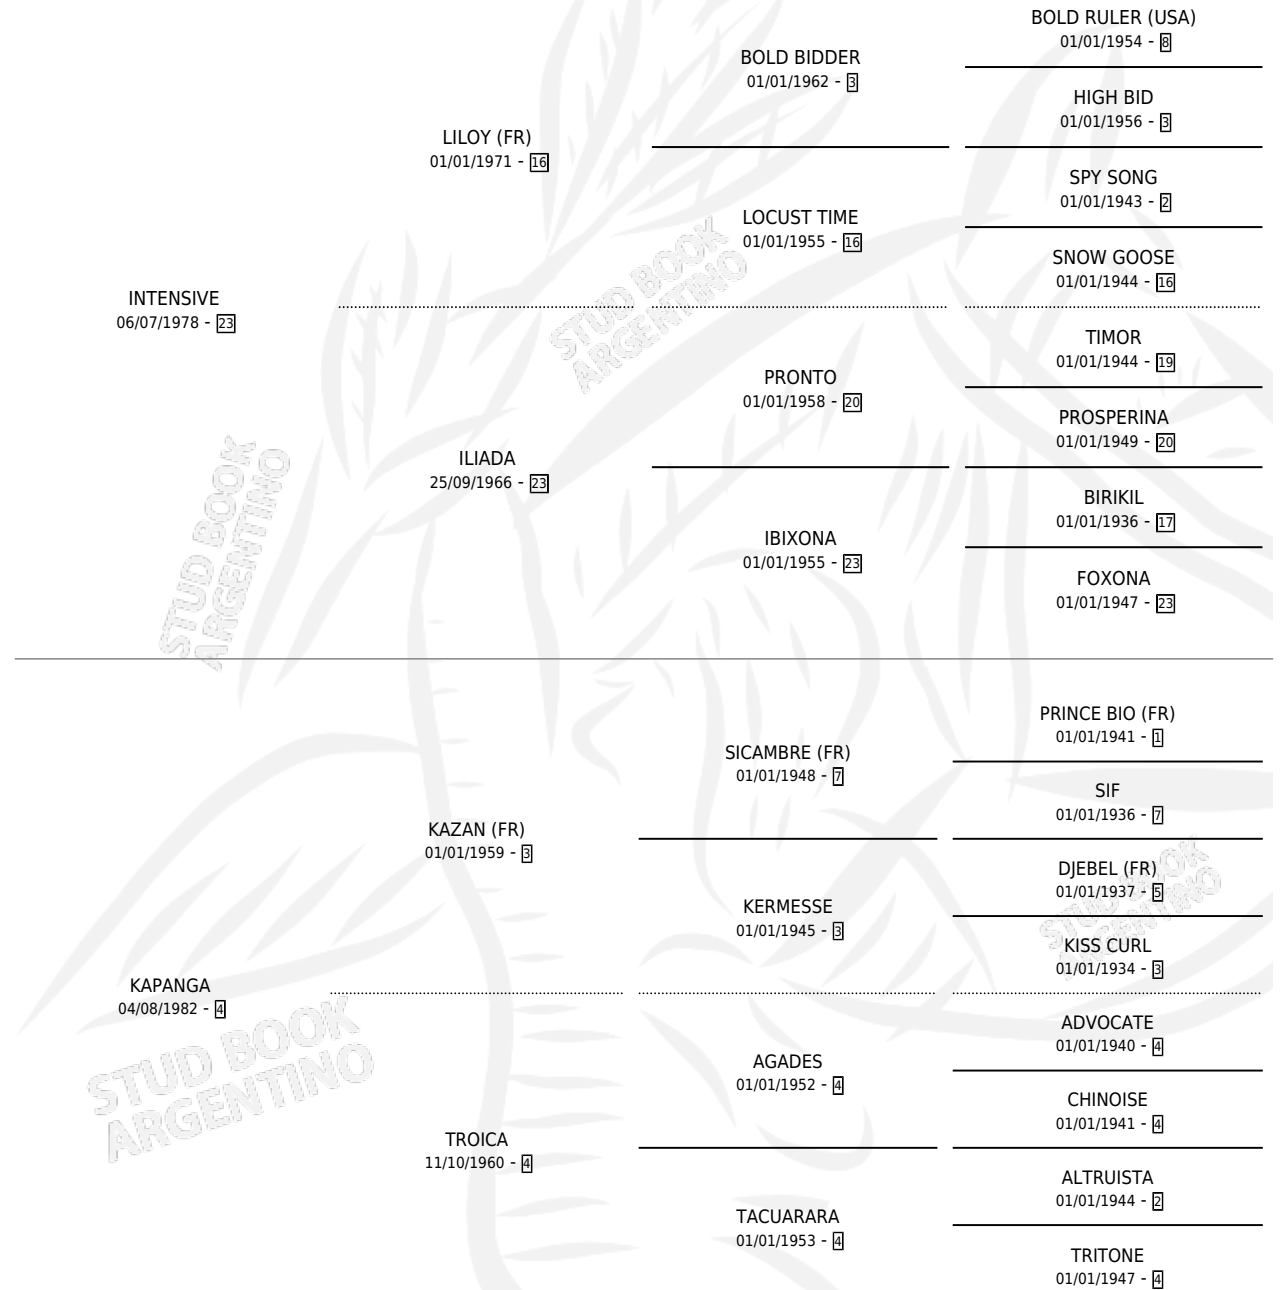 INTENSIVE
06/07/1978 - 23
LILOY (FR)
01/01/1971 - 16
ILIADA
25/09/1966 - 23
BOLD BIDDER
01/01/1962 - 3
LOCUST TIME
01/01/1955 - 16
PRONTO
01/01/1958 - 20
IBIXONA
01/01/1955 - 23
BOLD RULER (USA)
01/01/1954 - 8
HIGH BID
01/01/1956 - 3
SPY SONG
01/01/1943 - 2
SNOW GOOSE
01/01/1944 - 16
TIMOR
01/01/1944 - 19
PROSPERINA
01/01/1949 - 20
BIRIKIL
01/01/1936 - 17
FOXONA
01/01/1947 - 23
KAPANGA
04/08/1982 - 4
KAZAN (FR)
01/01/1959 - 3
TROICA
11/10/1960 - 4
SICAMBRE (FR)
01/01/1948 - 7
KERMESSE
01/01/1945 - 3
AGADES
01/01/1952 - 4
TACUARARA
01/01/1953 - 4
PRINCE BIO (FR)
01/01/1941 - 1
SIF
01/01/1936 - 7
DJEBEL (FR)
01/01/1937 - 5
KISS CURL
01/01/1934 - 3
ADVOCATE
01/01/1940 - 4
CHINOISE
01/01/1941 - 4
ALTRUISTA
01/01/1944 - 2
TRITONE
01/01/1947 - 4
STUD BOOK
ARGENTINO
STUD BOOK
ARGENTINO
STUD BOOK
ARGENTINO
STUD BOOK
ARGENTINO